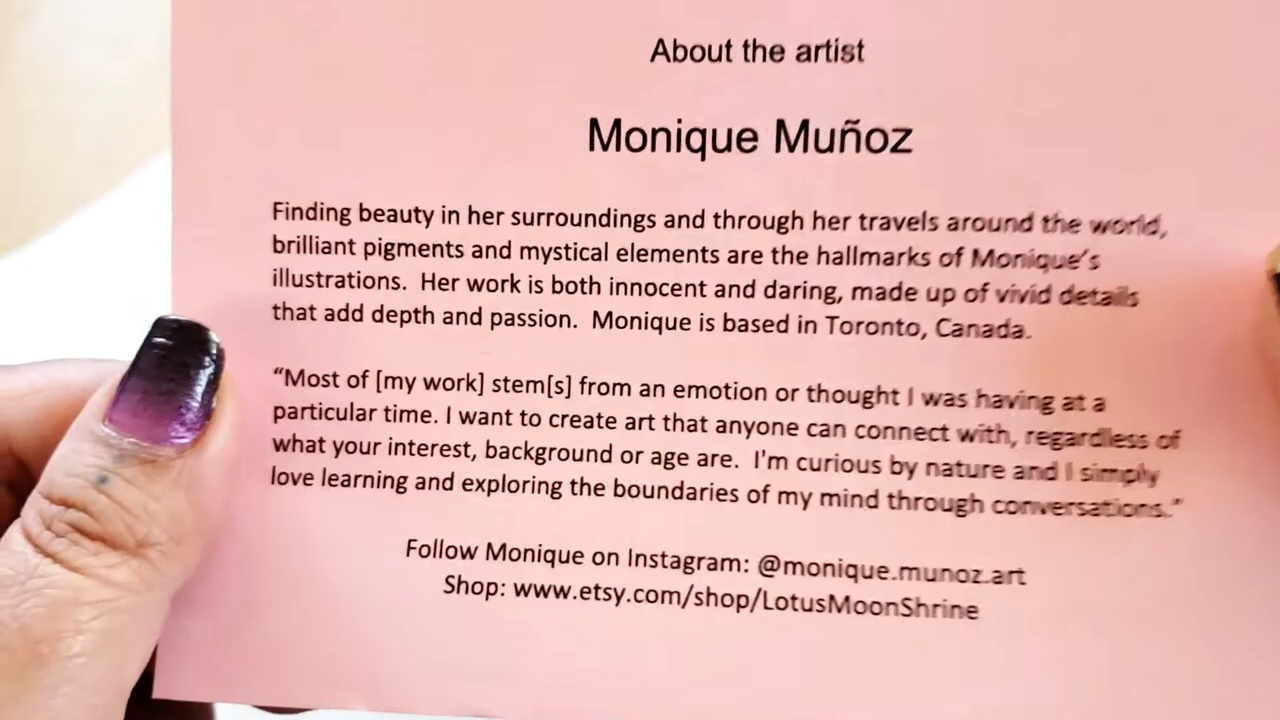 About the artist
Monique Muñoz
Finding beauty in her surroundings and through her travels around the world,
brilliant pigments and mystical elements are the hallmarks of Monique’s
illustrations.  Her work is both innocent and daring, made up of vivid details
that add depth and passion.  Monique is based in Toronto, Canada.
“Most of [my work] stem[s] from an emotion or thought I was having at a
particular time. I want to create art that anyone can connect with, regardless of
what your interest, background or age are.  I'm curious by nature and I simply
love learning and exploring the boundaries of my mind through conversations.”
Follow Monique on Instagram: @monique.munoz.art
Shop: www.etsy.com/shop/LotusMoonShrine